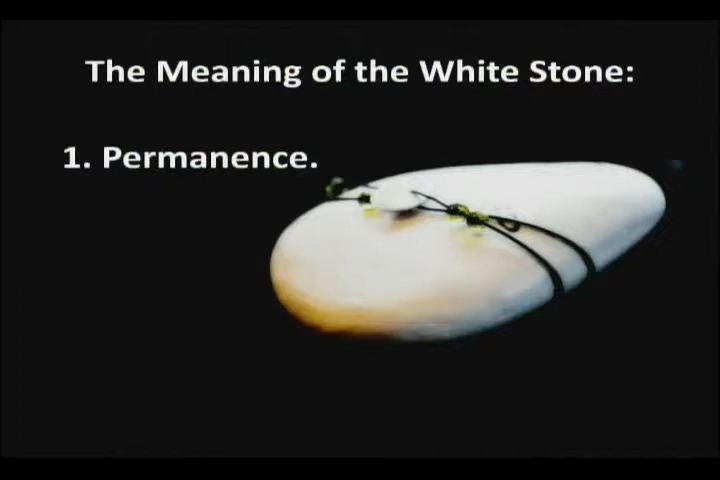 The Meaning of the White Stone:
1. Permanence.